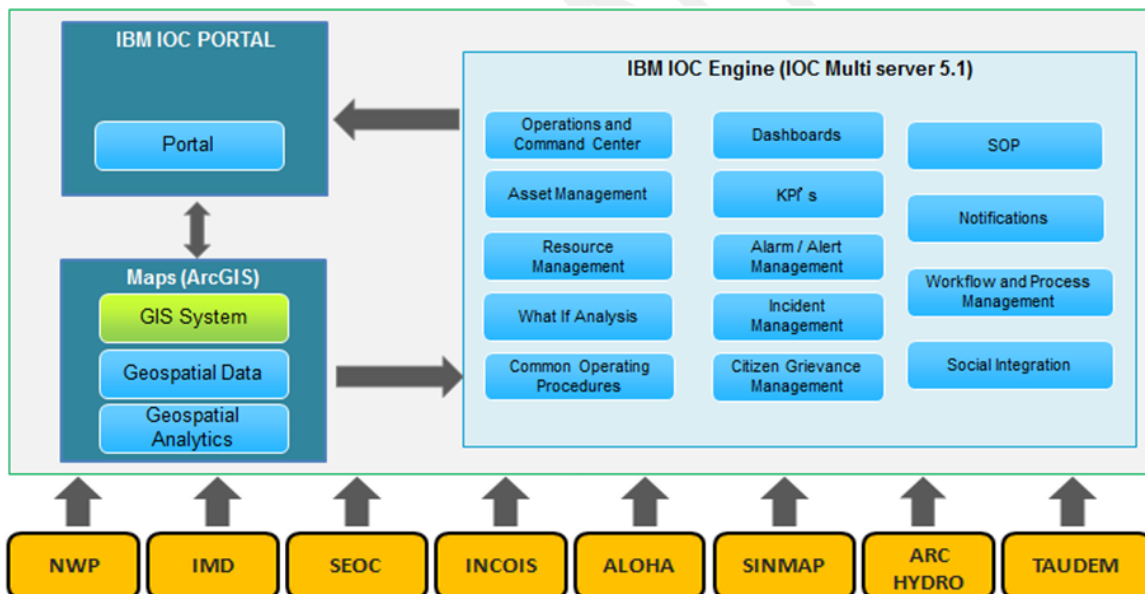 IBM IOC PORTAL
Portal
Maps (ArcGIS)
GIS System
Geospatial Data
Geospatial
Analytics
IBM IOC Engine (IOC Multi server 5.1)
Operations and
Command Center
Asset Management
Resource
Management
What If Analysis
Common Operating
Procedures
Dashboards
KPI's
Alarm / Alert
Management
Incident
Management
Citizen Grievance
Management
SOP
Notifications
Workflow and Process
Management
Social Integration
NWP
IMD
SEOC
INCOIS
ALOHA
SINMAP
ARC
HYDRO
TAUDEM